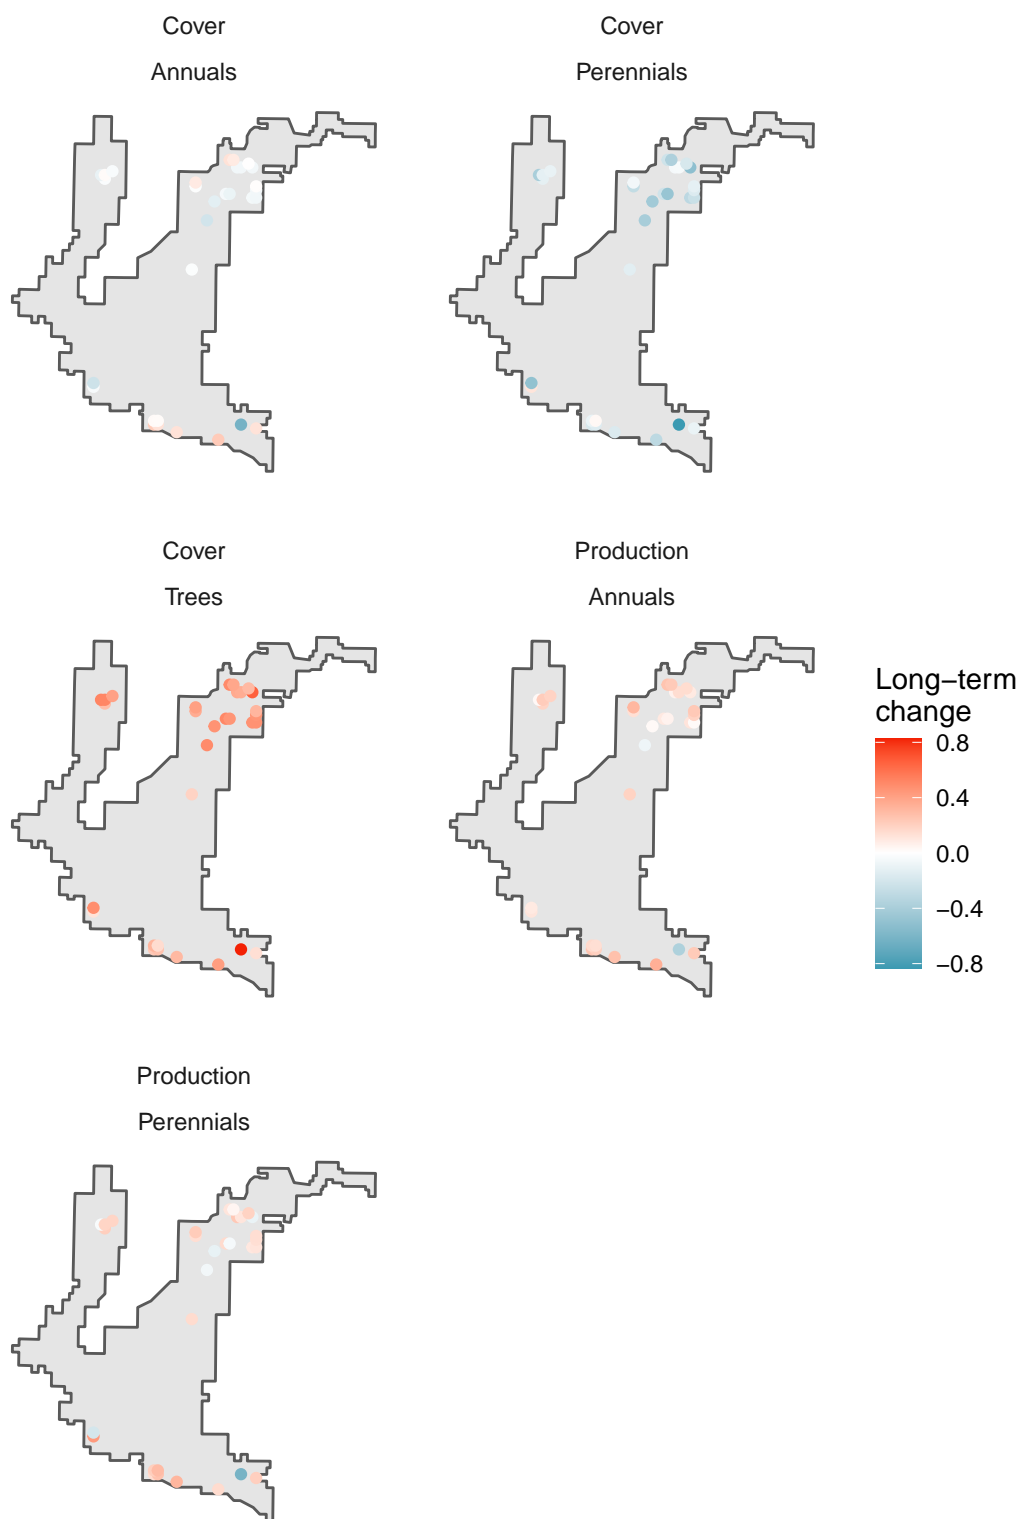 Cover
Annuals
Cover
Perennials
Cover
Trees
Production
Annuals
Long−term
change
0.8
0.4
0.0
−0.4
−0.8
Production
Perennials